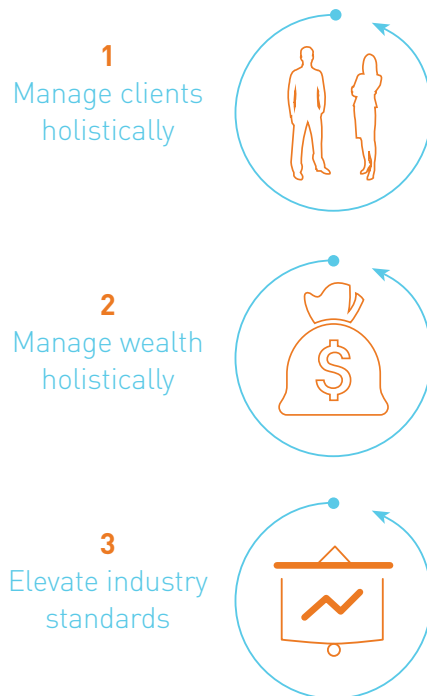 1
Manage clients
holistically
2
Manage wealth
holistically
$
3
Elevate industry
standards